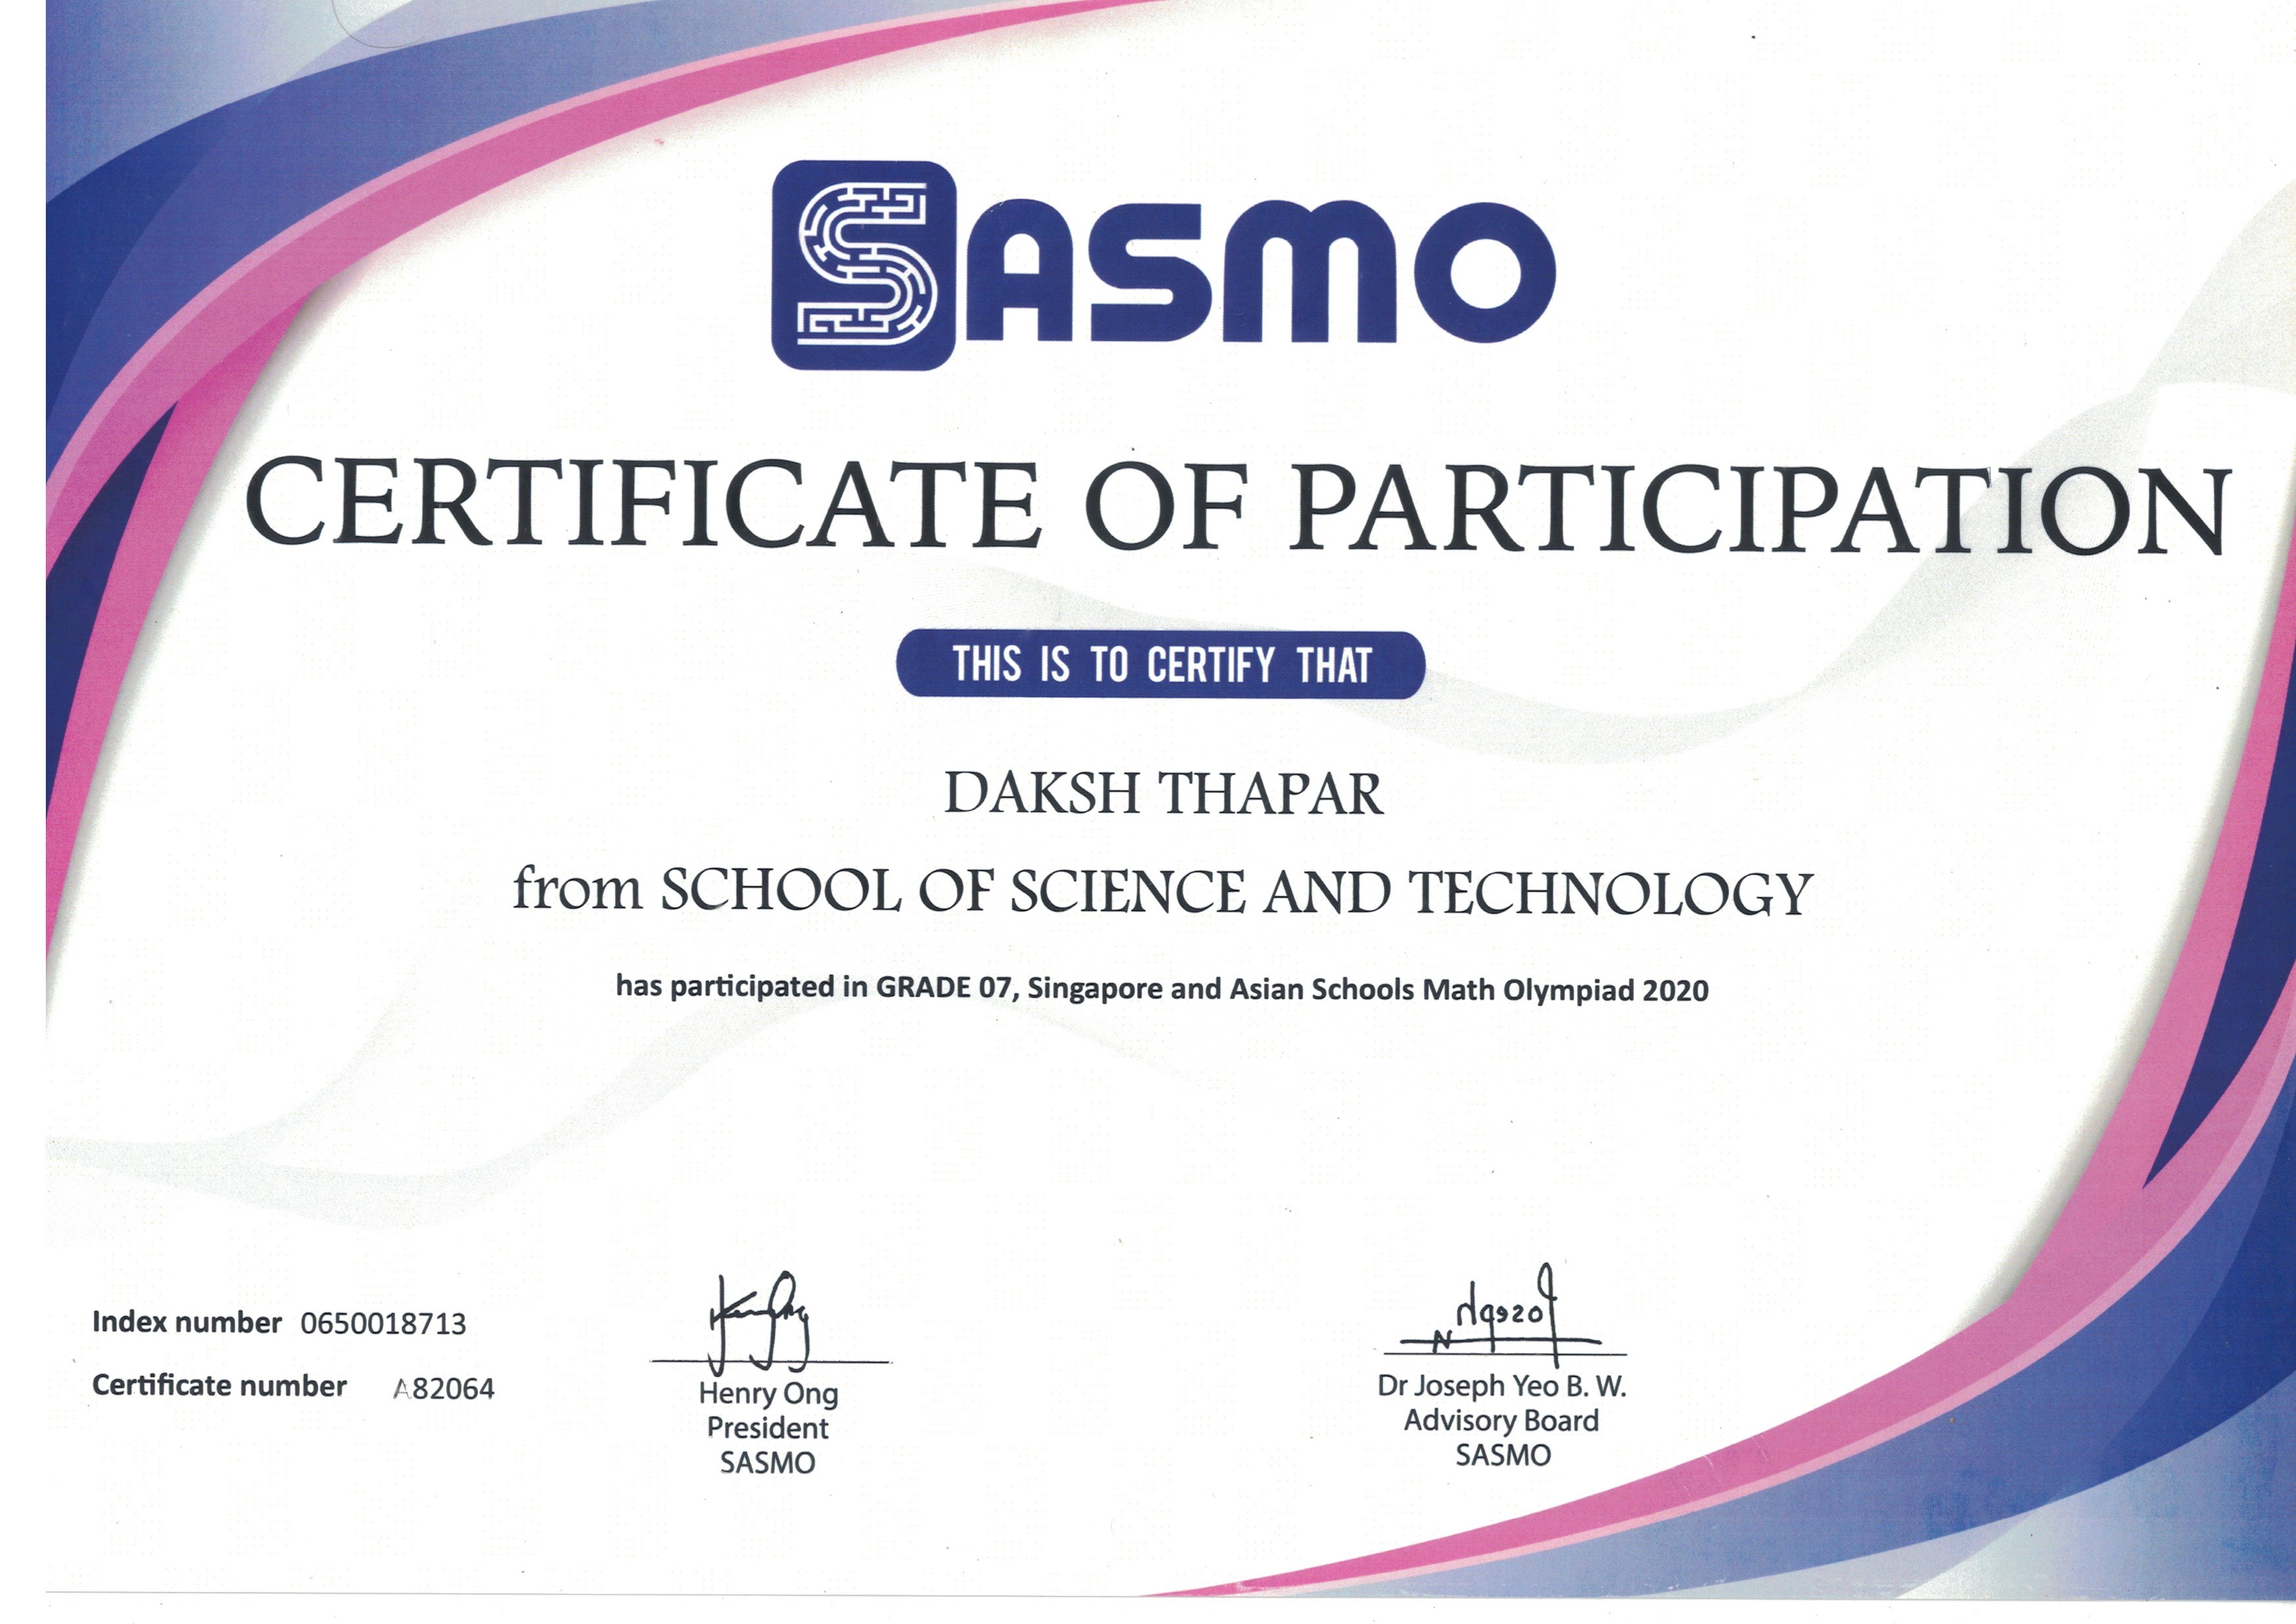 SASMO
CERTIFICATE OF PARTICIPATION
THIS IS TO CERTIFY THAT
DAKSH THAPAR
from SCHOOL OF SCIENCE AND TECHNOLOGY
has participated in GRADE 07, Singapore and Asian Schools Math Olympiad 2020
Index number 0650018713
Certificate number A82064
Henry Ong
President
SASMO
Dr Joseph Yeo B. W.
Advisory Board
SASMO